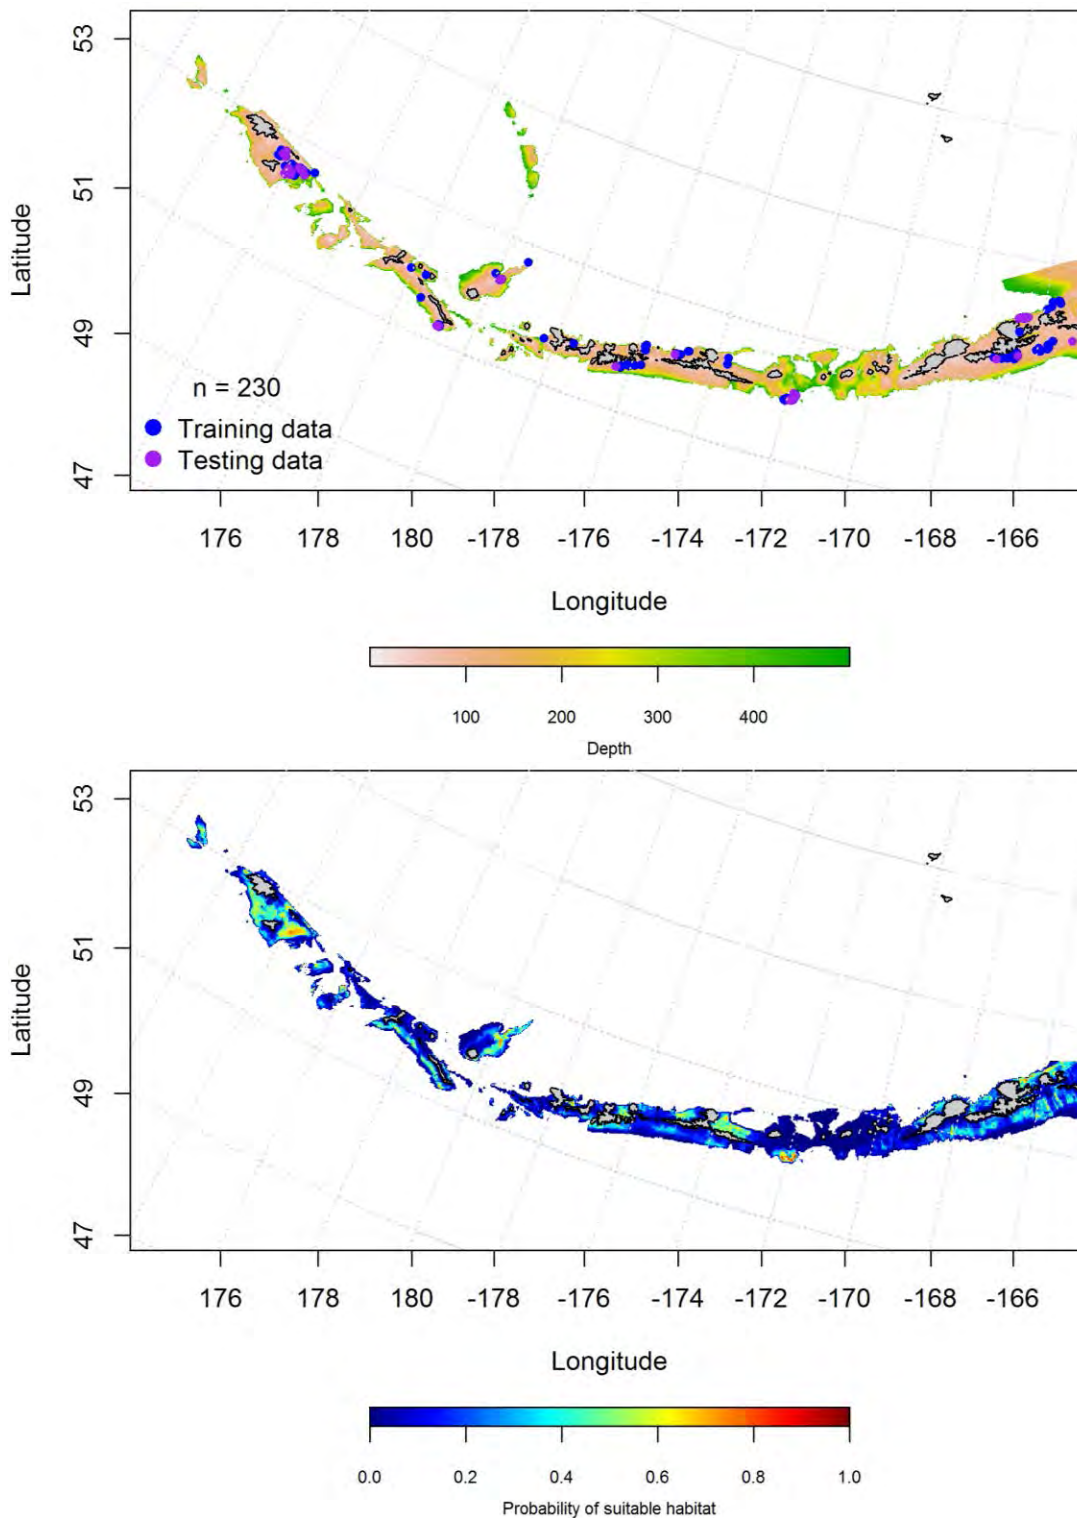 53
51
49
47
Latitude
n = 230
Training data
Testing data
176 178 180 -178 -176 -174 -172 -170 -168 -166
Longitude
100 200 300 400
Depth
53
51
49
47
Latitude
176 178 180 -178 -176 -174 -172 -170 -168 -166
Longitude
0.0 0.2 0.4 0.6 0.8 1.0
Probability of suitable habitat